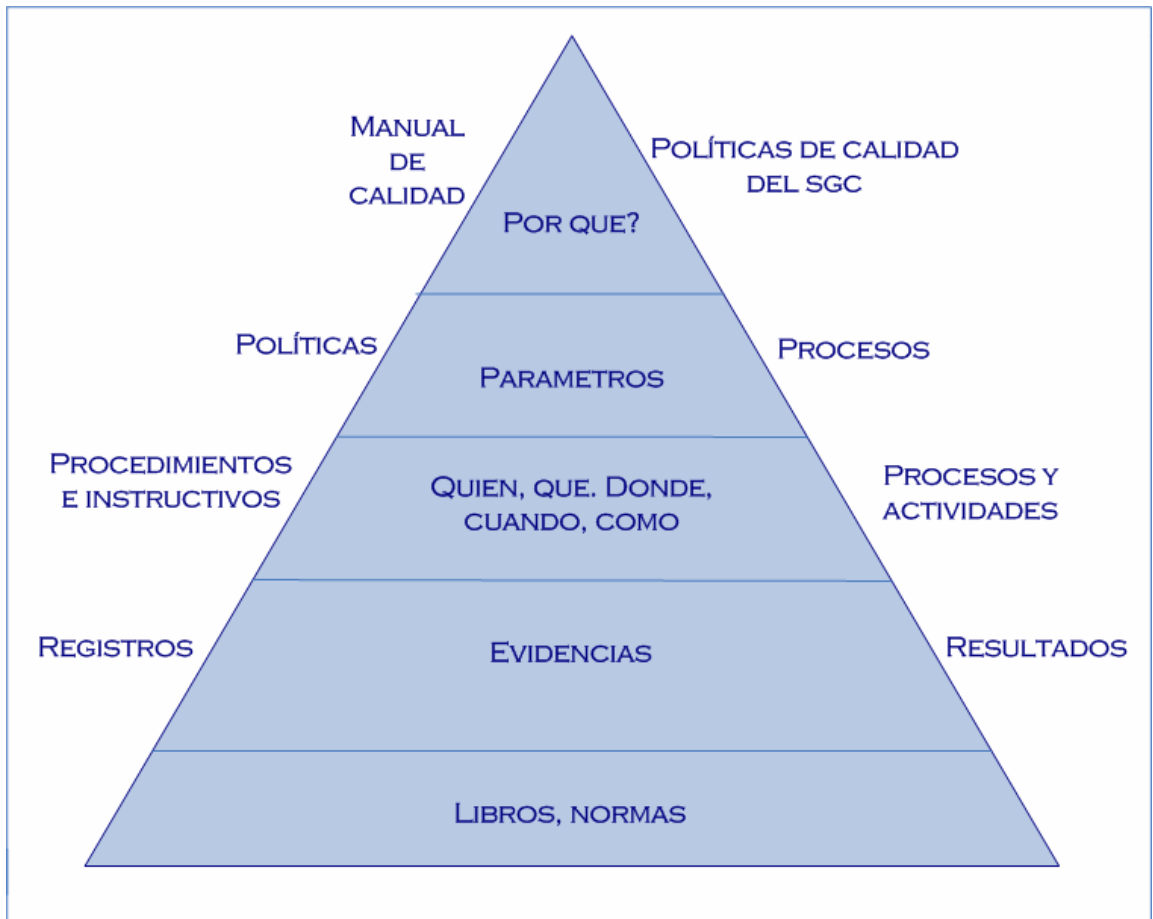 Manual
de
calidad
Políticas de calidad
del SGC
Por que?
Políticas
Procesos
Parametros
Procedimientos
e instructivos
Quien, que. Donde,
cuando, como
Procesos y
actividades
Registros
Evidencias
Resultados
Libros, normas